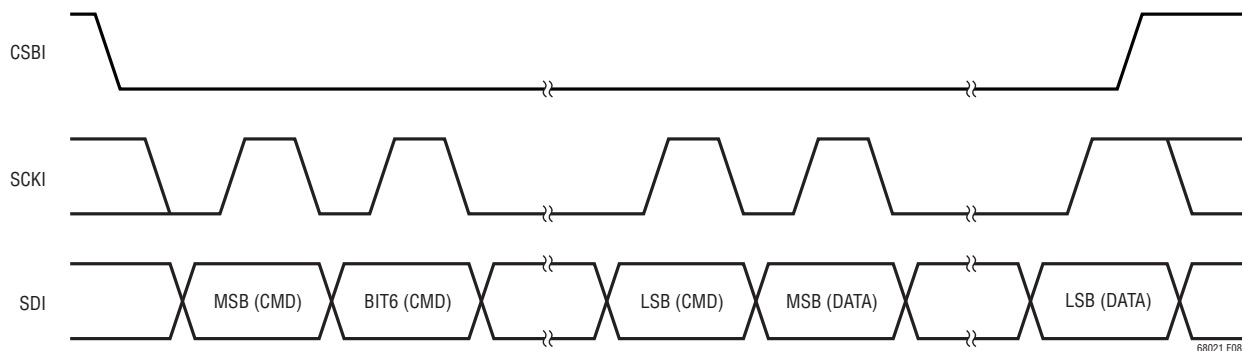 CSBI
SCKI
SDI
MSB (CMD)
BIT6 (CMD)
LSB (CMD)
MSB (DATA)
LSB (DATA)
68021 F08